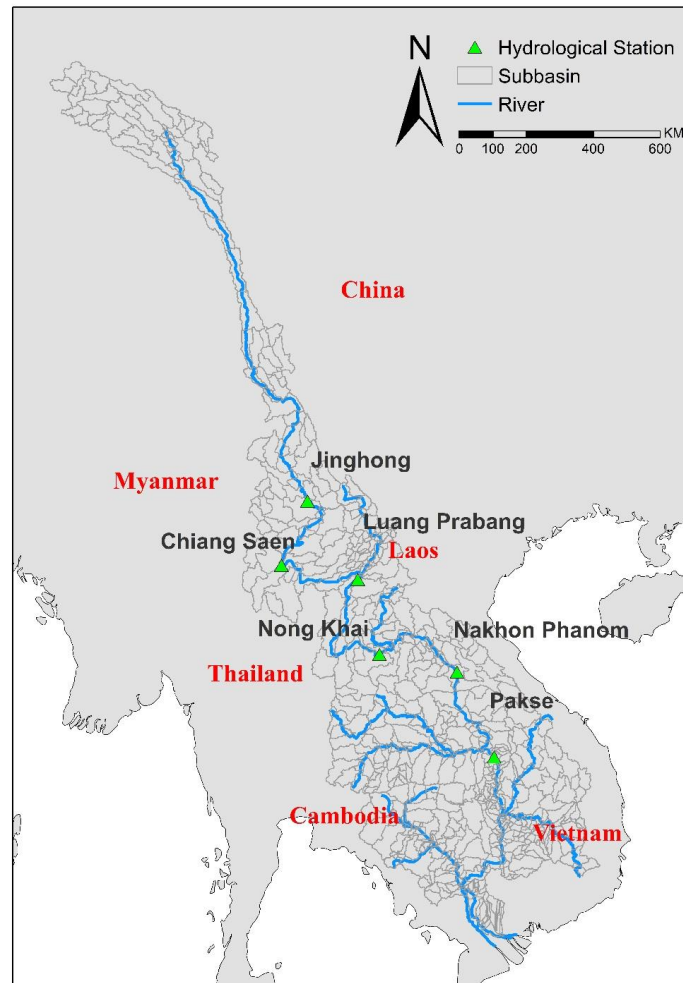 N
Hydrological Station
Subbasin
River
KM
0 100 200 400 600
China
Jinghong
Myanmar
Luang Prabang
Chiang Saen
Laos
Nong Khai
Nakhon Phanom
Thailand
Pakse
Cambodia
Vietnam